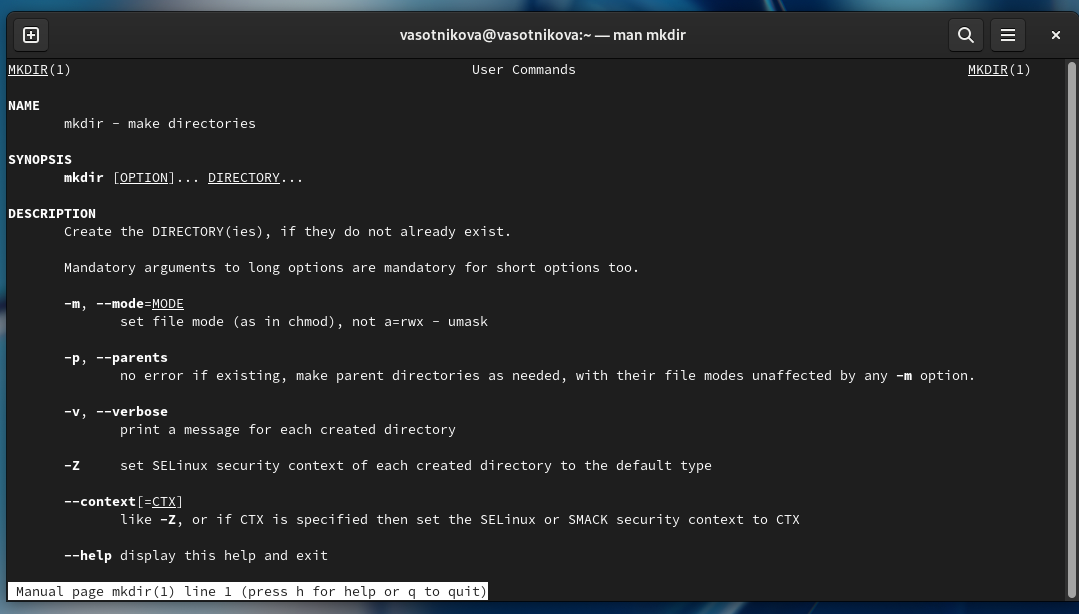 vasotnikova@vasotnikova:~ — man mkdir
MKDIR(1) User Commands MKDIR(1)
NAME
mkdir - make directories
SYNOPSIS
mkdir [OPTION]... DIRECTORY...
DESCRIPTION
Create the DIRECTORY(ies), if they do not already exist.
Mandatory arguments to long options are mandatory for short options too.
-m, --mode=MODE
set file mode (as in chmod), not a=rwx - umask
-p, --parents
no error if existing, make parent directories as needed, with their file modes unaffected by any -m option.
-v, --verbose
print a message for each created directory
-Z set SELinux security context of each created directory to the default type
--context[=CTX]
like -Z, or if CTX is specified then set the SELinux or SMACK security context to CTX
--help display this help and exit
Manual page mkdir(1) line 1 (press h for help or q to quit)